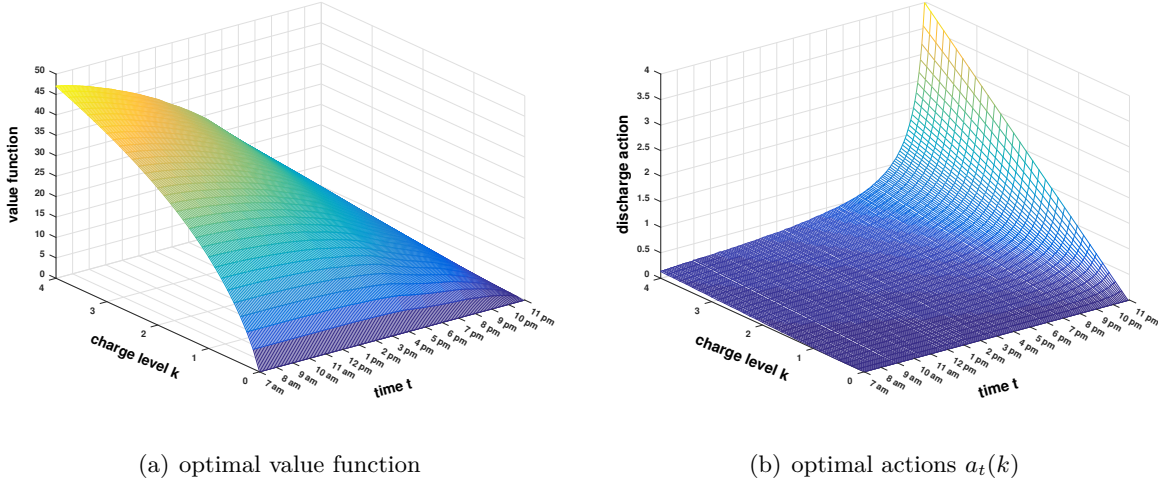 50
45
40
35
30
25
20
15
10
5
0
value function
4
3
2
1
0
charge level k
7 am
8 am
9 am
10 am
11 am
12 am
1 pm
2 pm
3 pm
4 pm
5 pm
6 pm
7 pm
8 pm
9 pm
10 pm
11 pm
time t
(a) optimal value function
4
3.5
3
2.5
2
1.5
1
0.5
0
discharge action
4
3
2
1
0
charge level k
7 am
8 am
9 am
10 am
11 am
12 am
1 pm
2 pm
3 pm
4 pm
5 pm
6 pm
7 pm
8 pm
9 pm
10 pm
11 pm
time t
(b) optimal actions a_t(k)